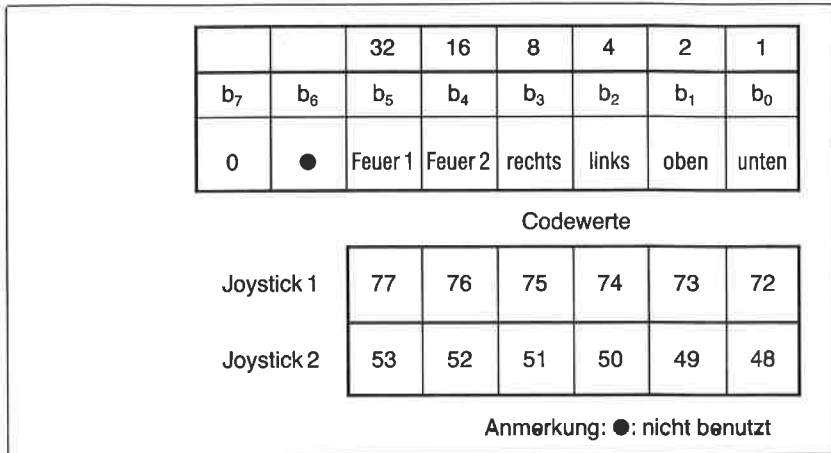 32 16 8 4 2 1
b₇ b₆ b₅ b₄ b₃ b₂ b₁ b₀
0 ● Feuer 1 Feuer 2 rechts links oben unten
Codewerte
Joystick 1 77 76 75 74 73 72
Joystick 2 53 52 51 50 49 48
Anmerkung: ●: nicht benutzt